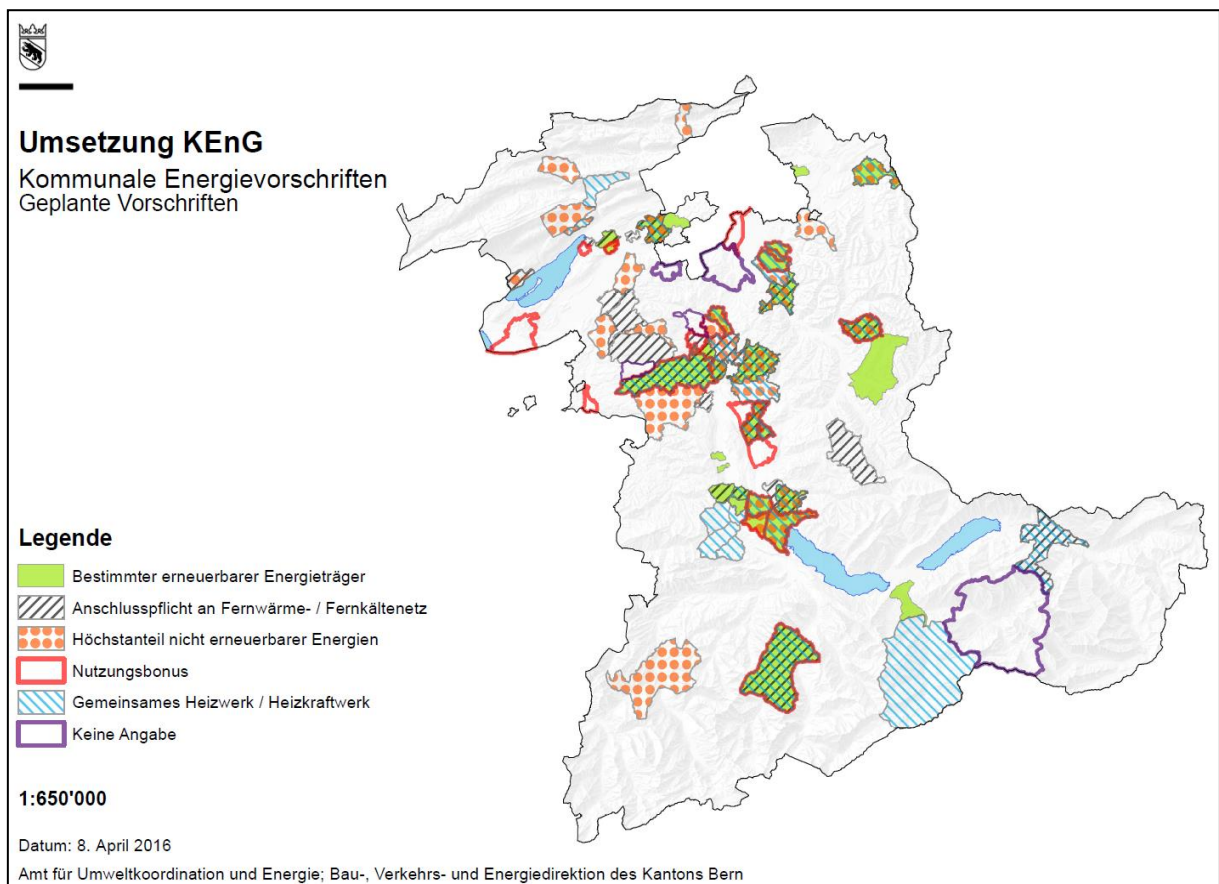 Umsetzung KEnG
Kommunale Energievorschriften
Geplante Vorschriften
Legende
Bestimmter erneuerbarer Energieträger
Anschlusspflicht an Fernwärme- / Fernkältenetz
Höchstanteil nicht erneuerbarer Energien
Nutzungsbonus
Gemeinsames Heizwerk / Heizkraftwerk
Keine Angabe
1:650'000
Datum: 8. April 2016
Amt für Umweltkoordination und Energie; Bau-, Verkehrs- und Energiedirektion des Kantons Bern